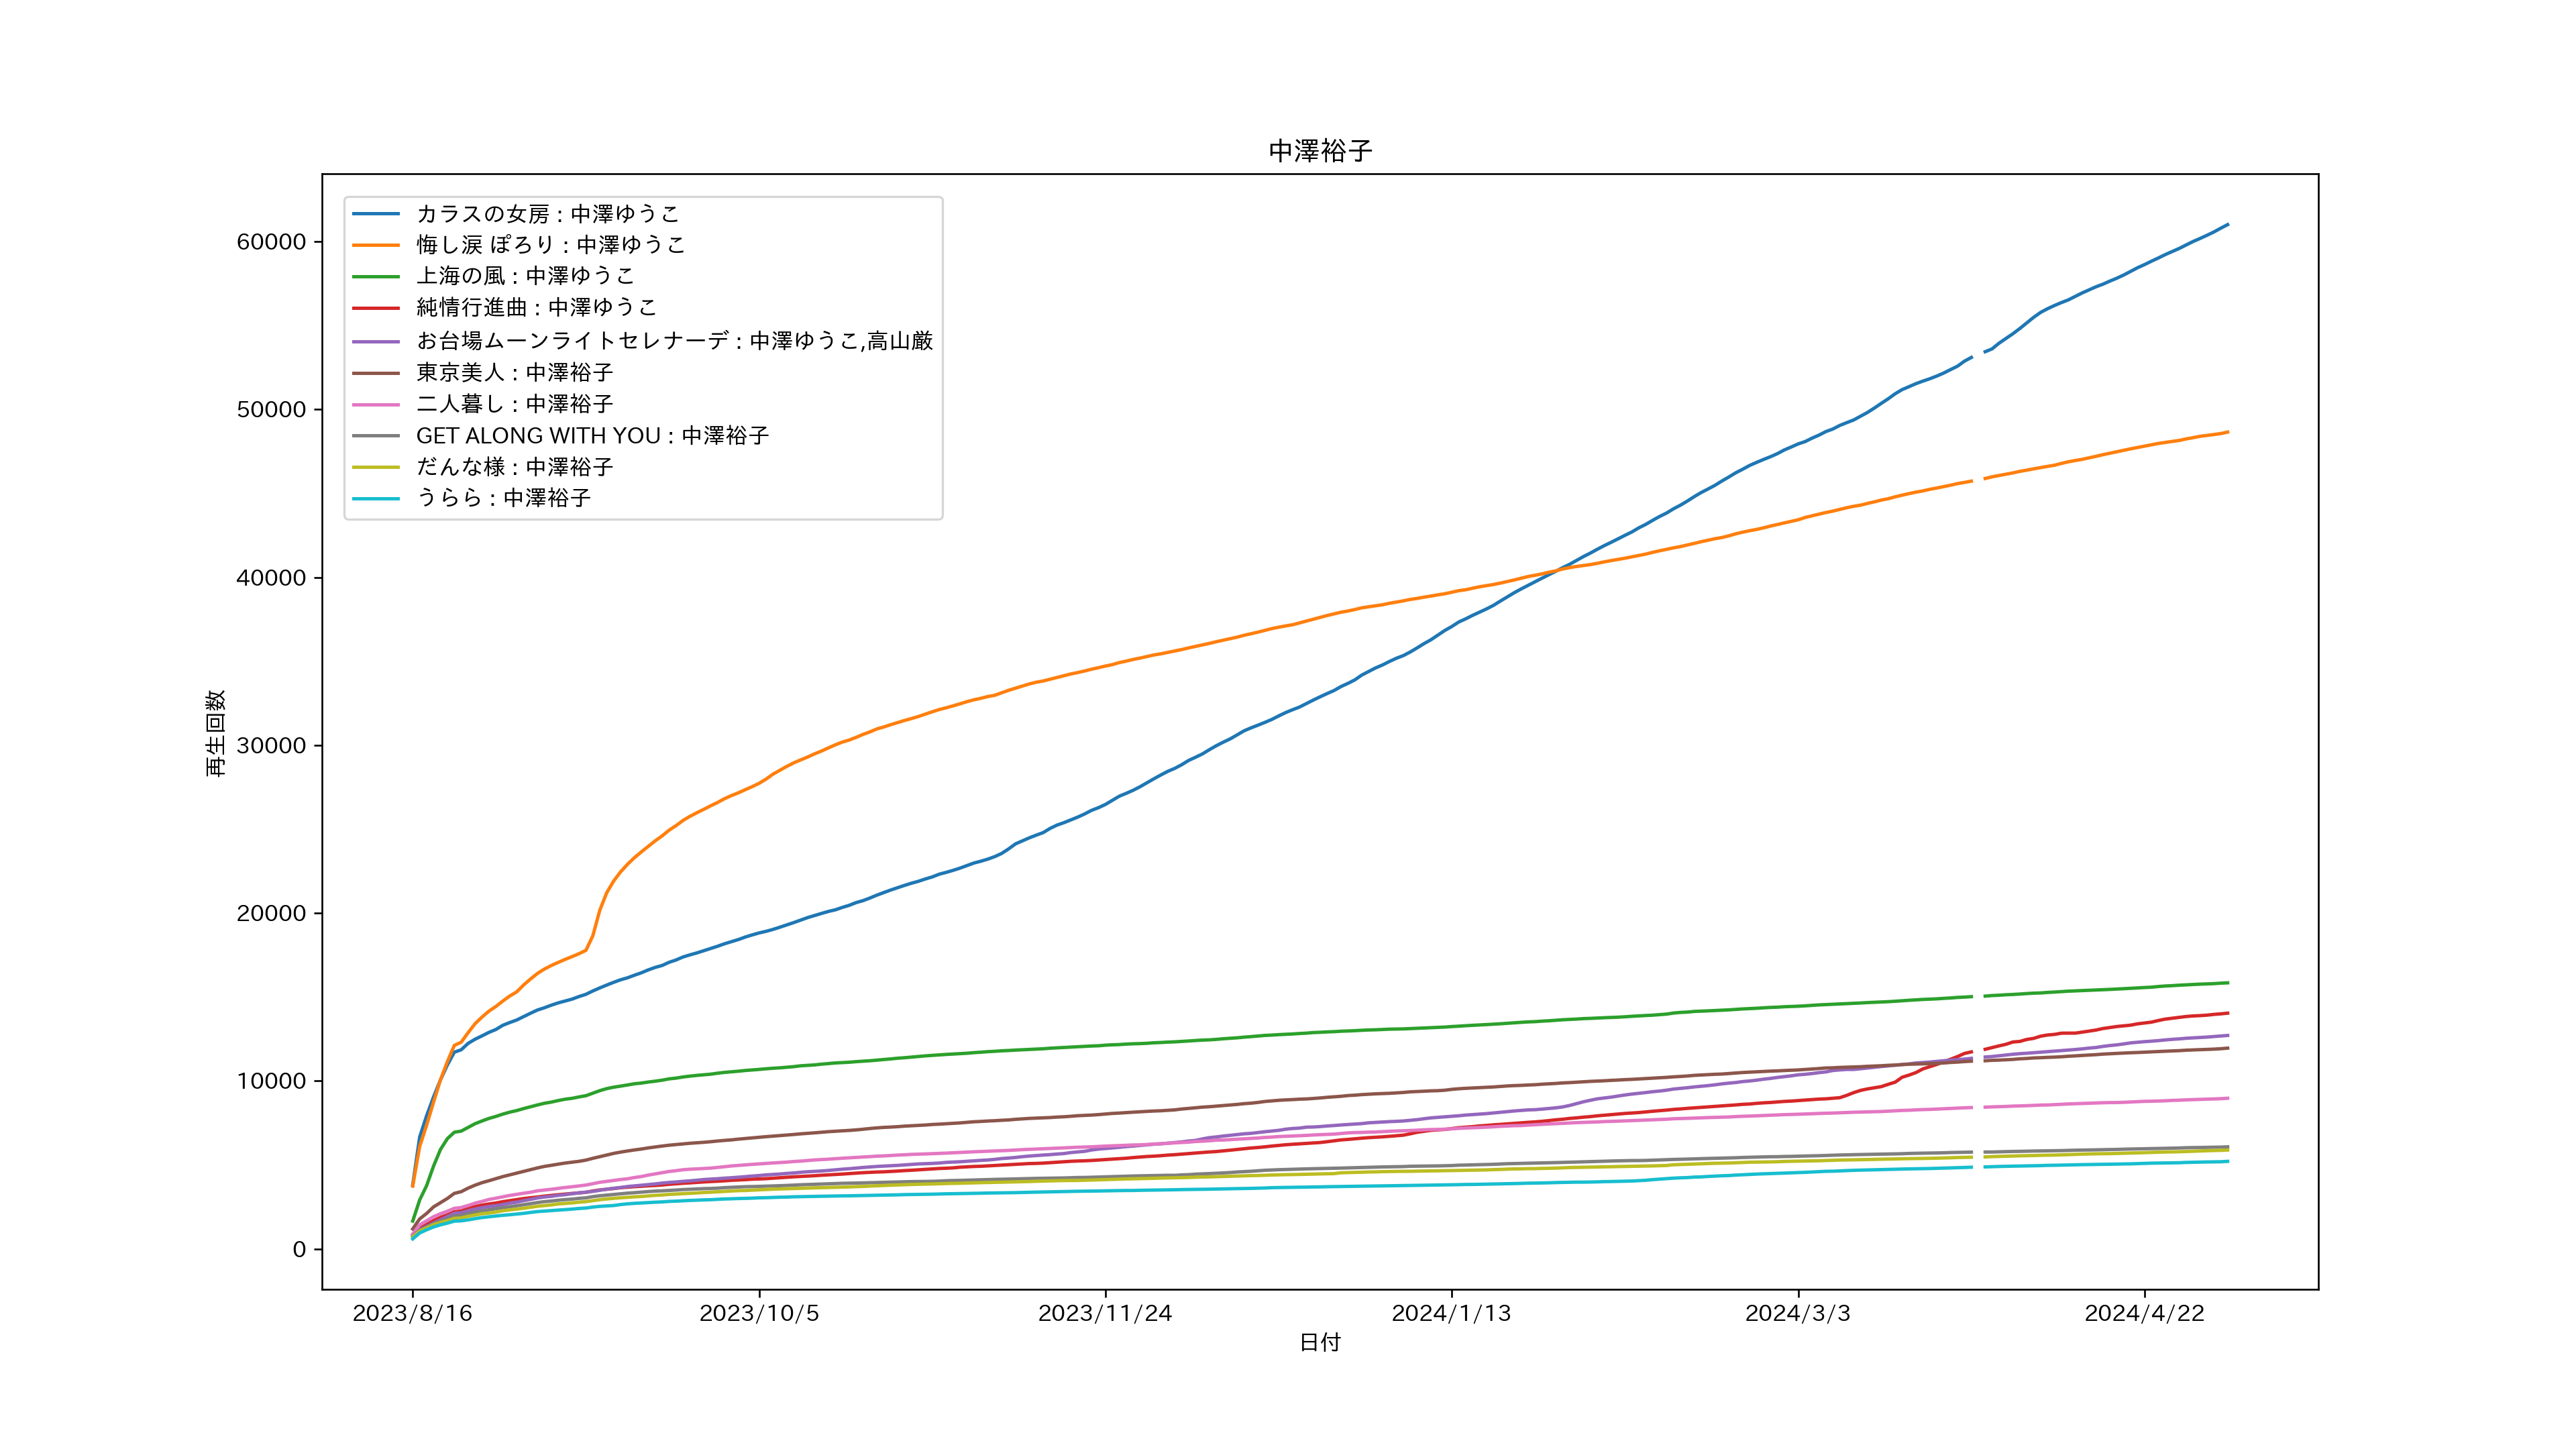 中澤裕子
カラスの女房 : 中澤ゆうこ
悔し涙 ぽろり : 中澤ゆうこ
上海の風 : 中澤ゆうこ
純情行進曲 : 中澤ゆうこ
お台場ムーンライトセレナーデ : 中澤ゆうこ,高山厳
東京美人 : 中澤裕子
二人暮し : 中澤裕子
GET ALONG WITH YOU : 中澤裕子
だんな様 : 中澤裕子
うらら : 中澤裕子
再生回数
60000
50000
40000
30000
20000
10000
0
2023/8/16
2023/10/5
2023/11/24
2024/1/13
2024/3/3
2024/4/22
日付